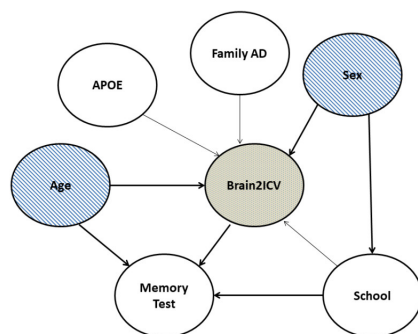 Family AD
Sex
APOE
Age
Brain2ICV
Memory
Test
School